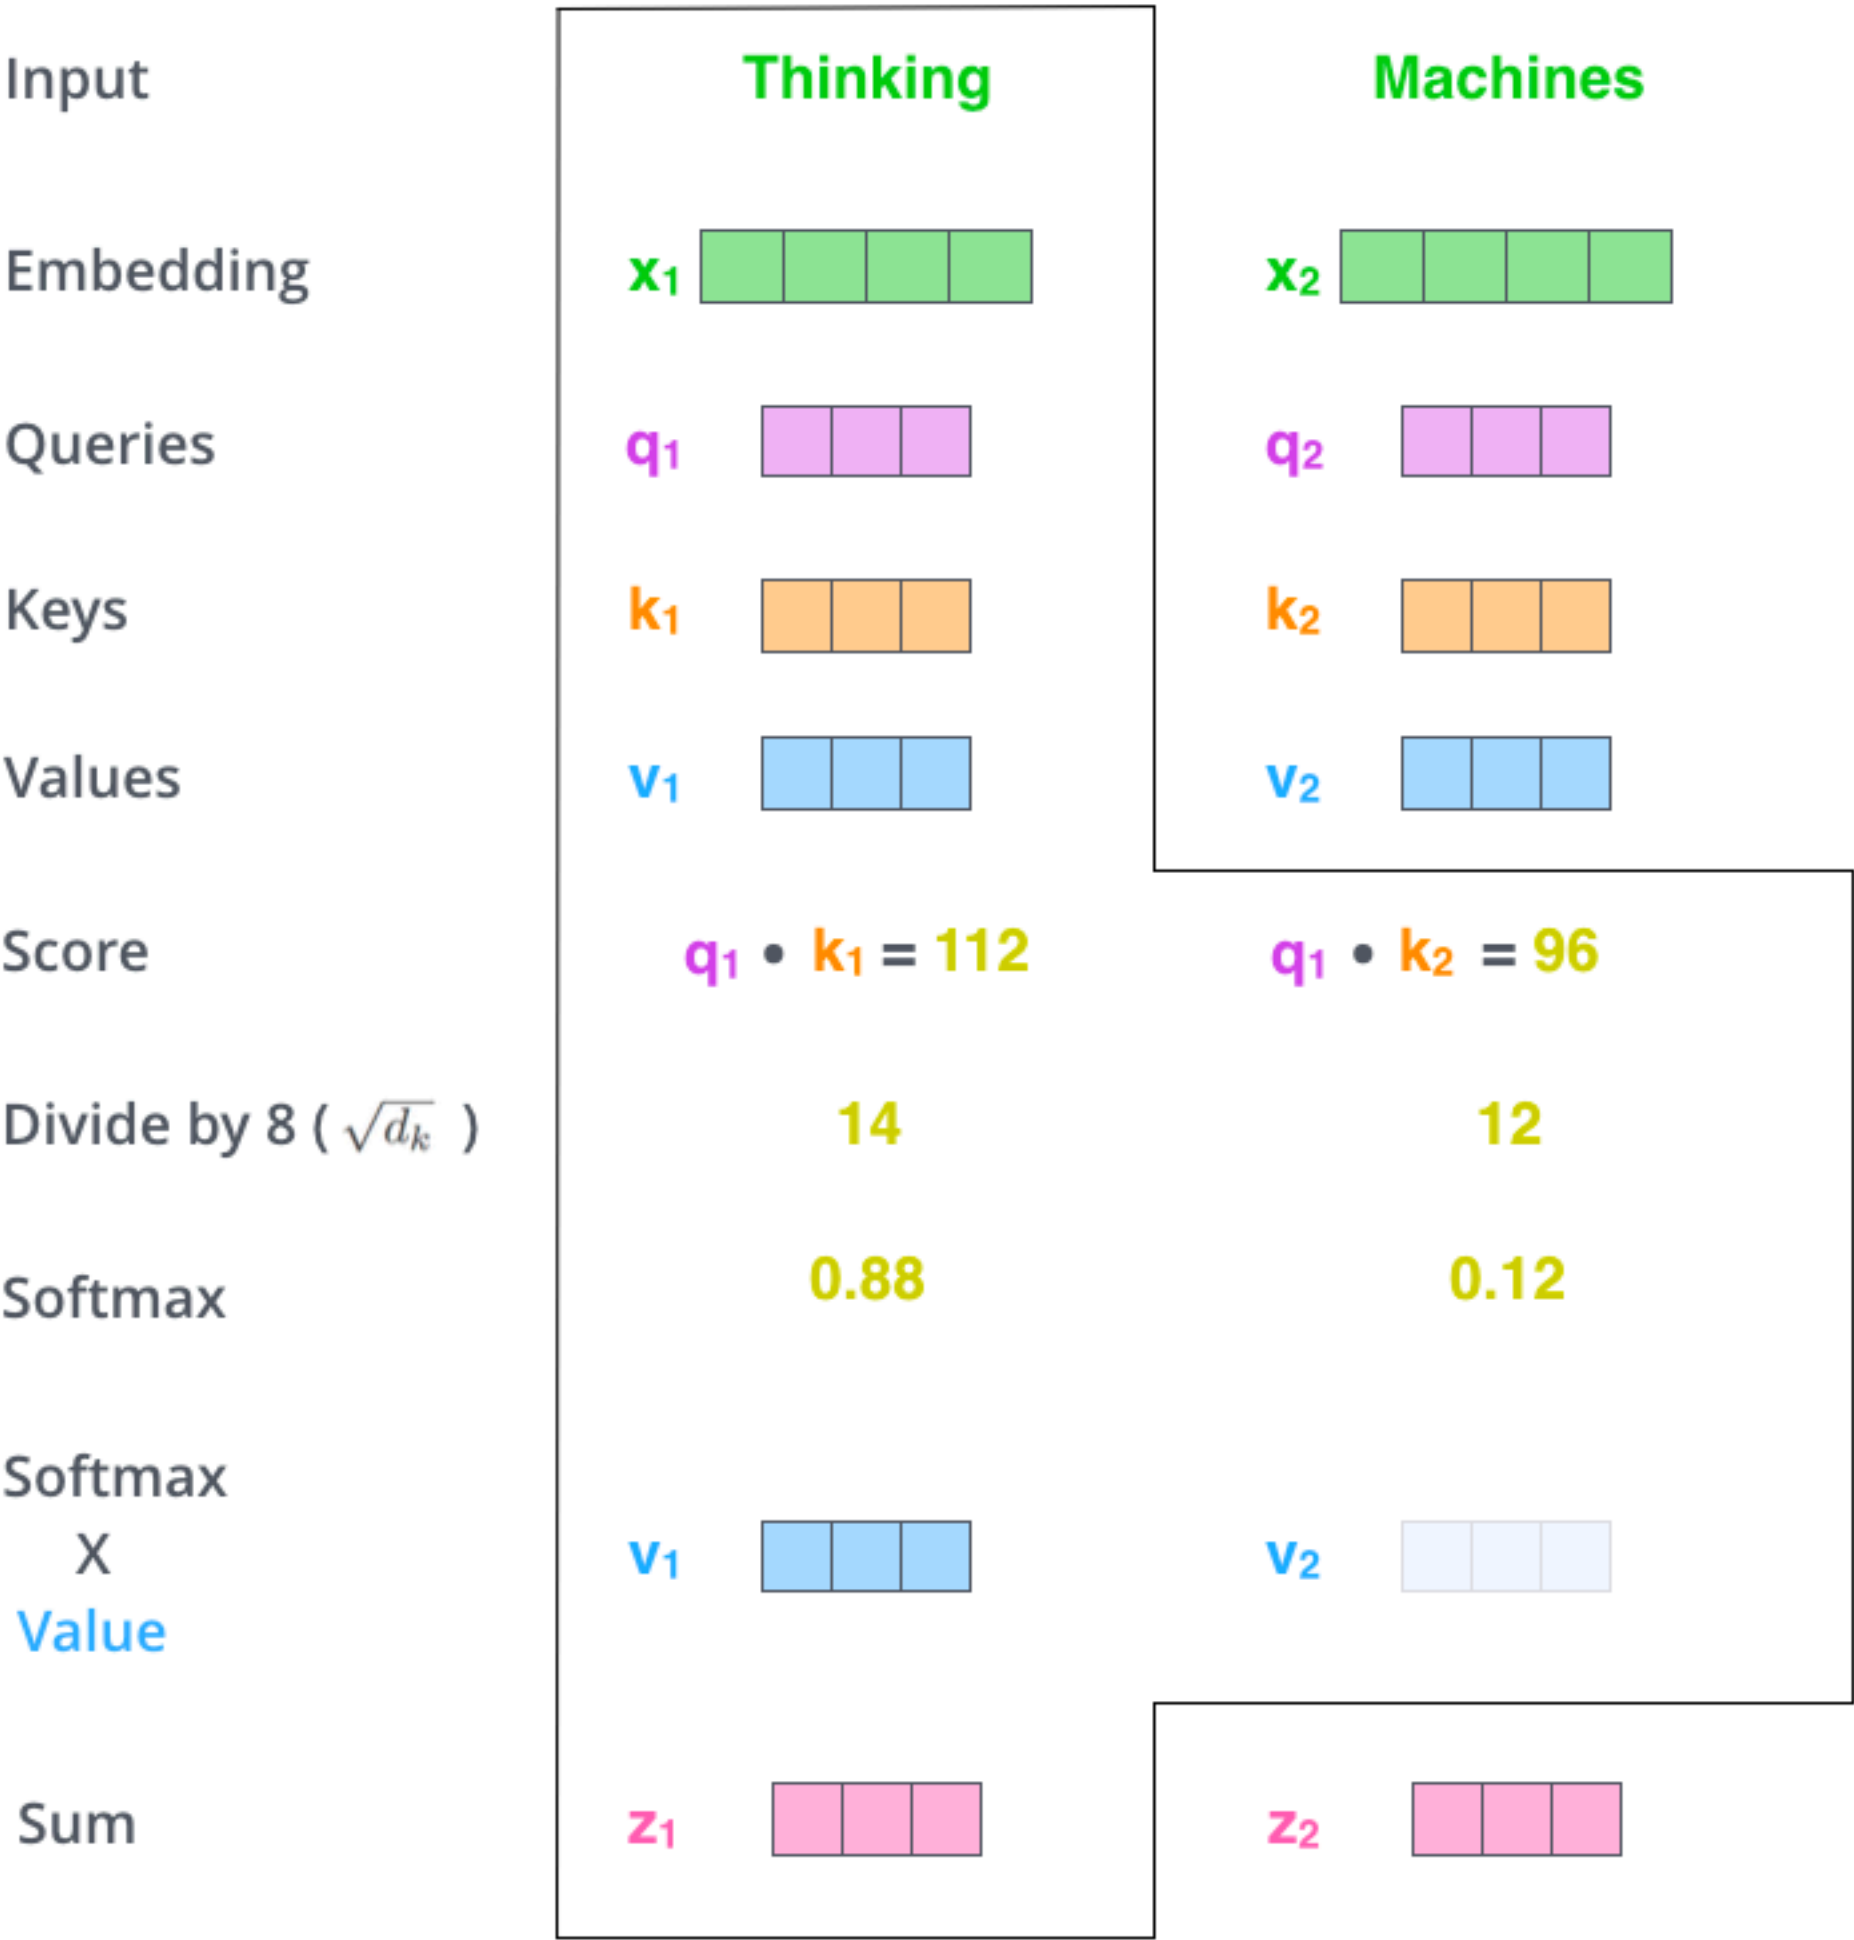 Input Thinking Machines
Embedding x₁ x₂
Queries q₁ q₂
Keys k₁ k₂
Values v₁ v₂
Score q₁ • k₁ = 112 q₁ • k₂ = 96
Divide by 8 ( √dₖ ) 14 12
Softmax 0.88 0.12
Softmax
X
v₁ v₂
Value
Sum z₁ z₂